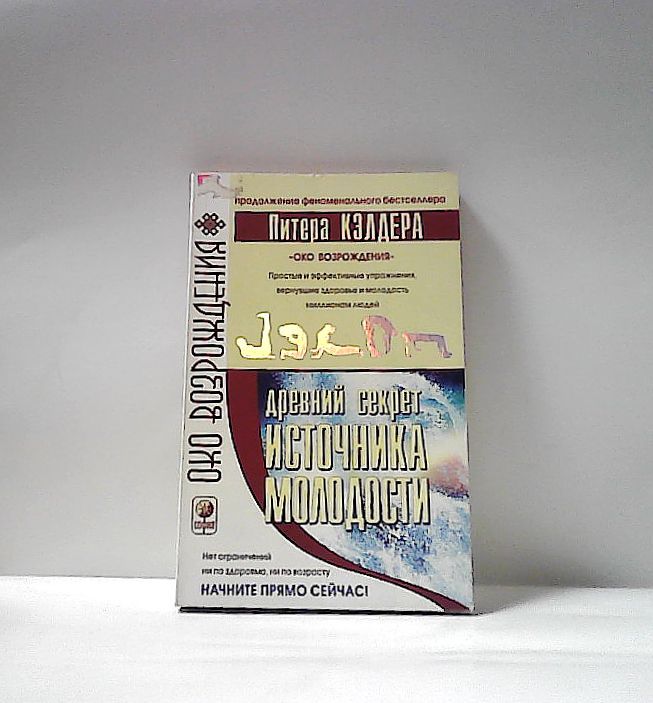 продолжение феноменального бестселлера
Питера КЭЛДЕРА
«ОКО ВОЗРОЖДЕНИЯ»
Простые и эффективные упражнения,
вернувшие здоровье и молодость
миллионам людей
ОКО ВОЗРОЖДЕНИЯ
ДРЕВНИЙ СЕКРЕТ
ИСТОЧНИКА
МОЛОДОСТИ
Нет ограничений
ни по здоровью, ни по возрасту
НАЧНИТЕ ПРЯМО СЕЙЧАС!